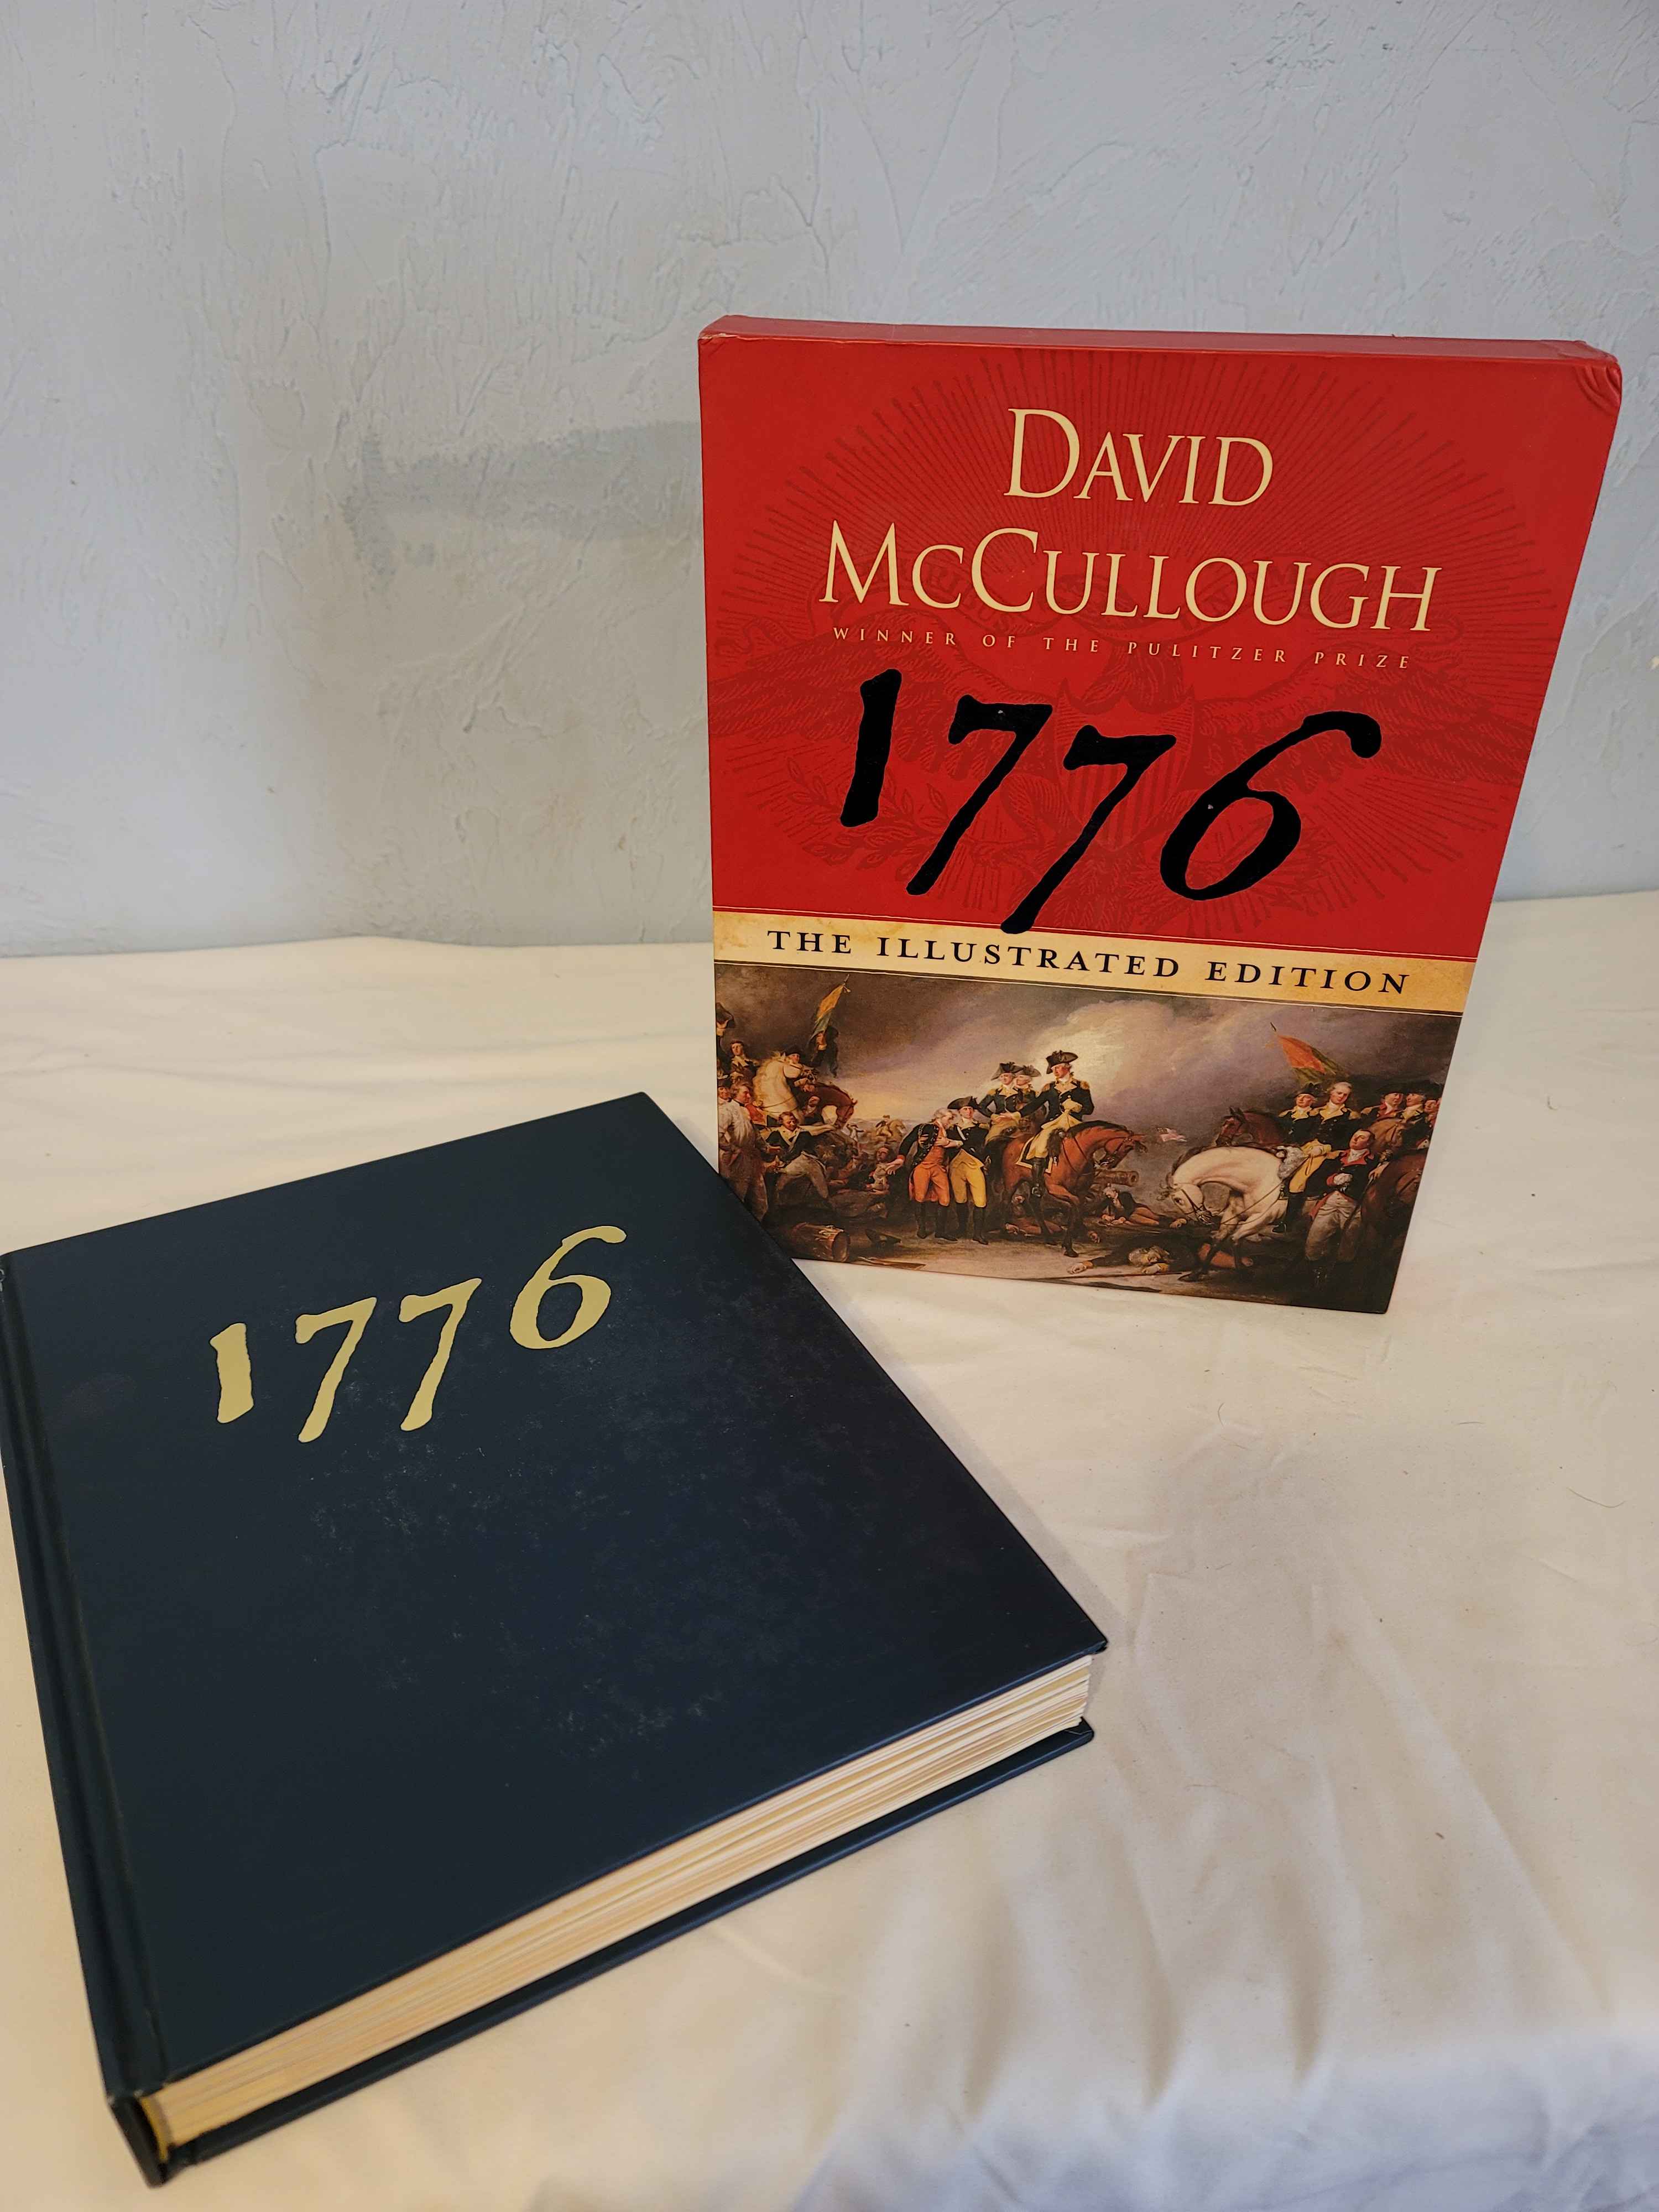 DAVID
MCCULLOUGH
WINNER OF THE PULITZER PRIZE
1776
THE ILLUSTRATED EDITION
1776